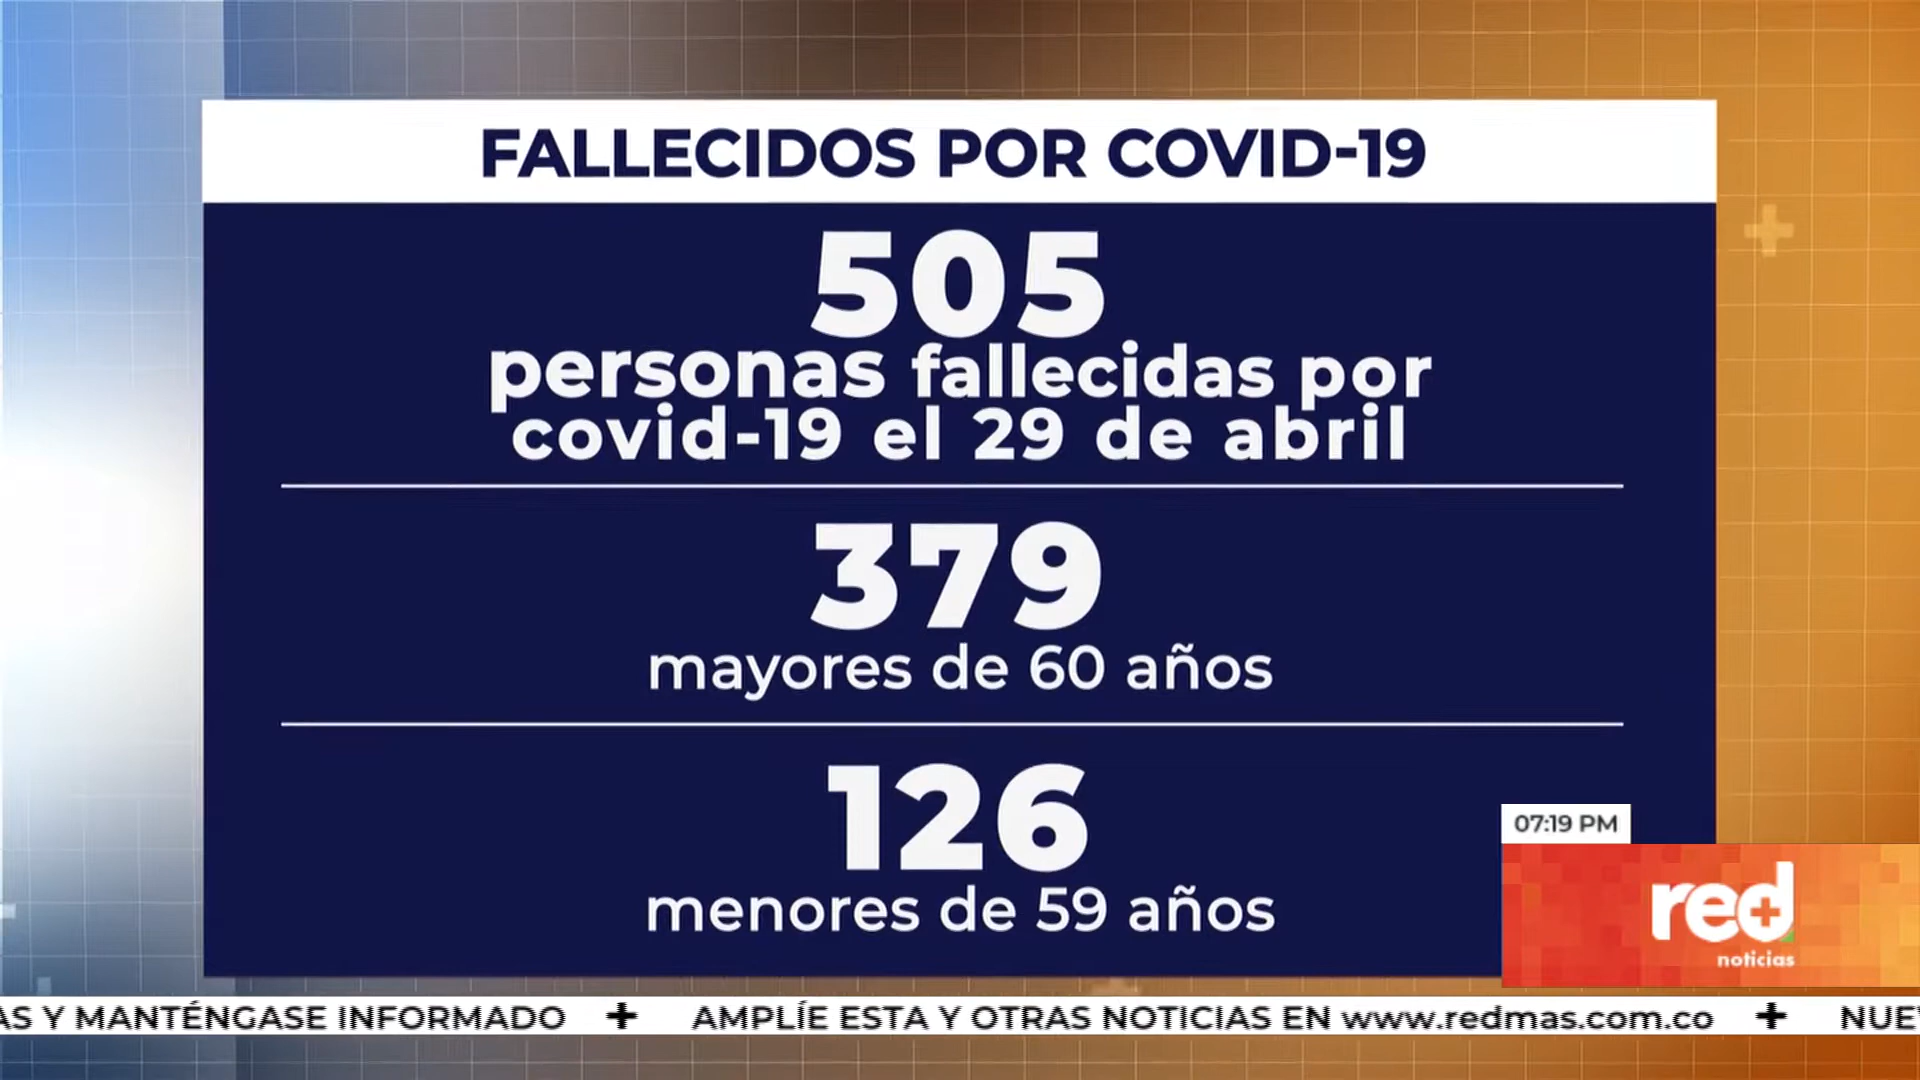 FALLECIDOS POR COVID-19
505
personas fallecidas por
covid-19 el 29 de abril
379
mayores de 60 años
126
menores de 59 años
07:19 PM
red
noticias
AS Y MANTÉNGASE INFORMADO + AMPLÍE ESTA Y OTRAS NOTICIAS EN www.redmas.com.co + NUEV